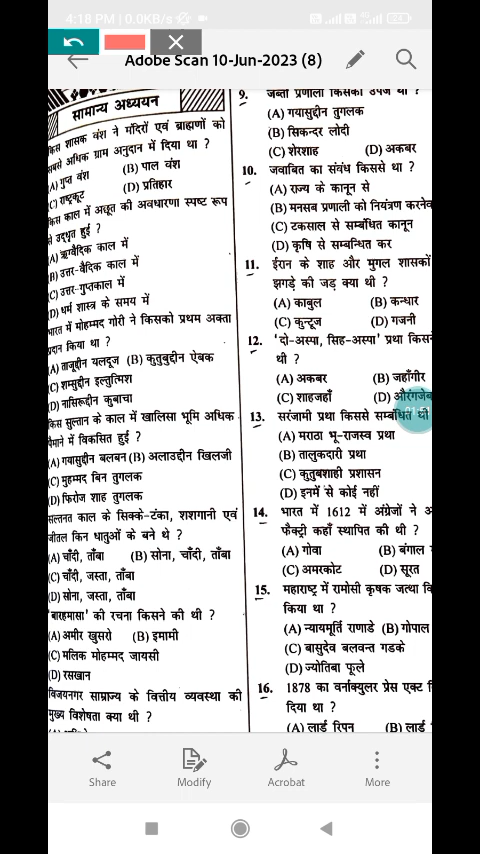 4:18 PM | 0.0KB/s
Adobe Scan 10-Jun-2023 (8)
सामान्य अध्ययन
किस शासक वंश ने मंदिरों एवं ब्राह्मणों को
सबसे अधिक ग्राम अनुदान में दिया था ?
(A) गुप्त वंश (B) पाल वंश
(C) राष्ट्रकूट (D) प्रतिहार
किस काल में अछूत की अवधारणा स्पष्ट रूप
से उद्धृत हुई ?
(A) ऋग्वैदिक काल में
(B) उत्तर-वैदिक काल में
(C) उत्तर-गुप्तकाल में
(D) धर्म शास्त्र के समय में
भारत में मोहम्मद गोरी ने किसको प्रथम अक्ता
प्रदान किया था ?
(A) ताजूद्दीन यलदूज (B) कुतुबुद्दीन ऐबक
(C) शम्सुद्दीन इल्तुत्मिश
(D) नासिरूद्दीन कुबाचा
किस सुल्तान के काल में खालिसा भूमि अधिक
पैमाने में विकसित हुई ?
(A) गयासुद्दीन बलबन (B) अलाउद्दीन खिलजी
(C) मुहम्मद बिन तुगलक
(D) फिरोज शाह तुगलक
सल्तनत काल के सिक्के-टंका, शशगानी एवं
जीतल किन धातुओं के बने थे ?
(A) चाँदी, ताँबा (B) सोना, चाँदी, ताँबा
(C) चाँदी, जस्ता, ताँबा
(D) सोना, जस्ता, ताँबा
'बारहमासा' की रचना किसने की थी ?
(A) अमीर खुसरो (B) इमामी
(C) मलिक मोहम्मद जायसी
(D) रसखान
विजयनगर साम्राज्य के वित्तीय व्यवस्था की
मुख्य विशेषता क्या थी ?
9. जब्ती प्रणाली किसकी उपज थी ?
(A) गयासुद्दीन तुगलक
(B) सिकन्दर लोदी
(C) शेरशाह (D) अकबर
10. जवाबित का संबंध किससे था ?
(A) राज्य के कानून से
(B) मनसब प्रणाली को नियंत्रण करनेव
(C) टकसाल से सम्बंधित कानून
(D) कृषि से सम्बन्धित कर
11. ईरान के शाह और मुगल शासकों
झगड़े की जड़ क्या थी ?
(A) काबुल (B) कन्धार
(C) कुन्दूज (D) गजनी
12. 'दो-अस्पा, सिह-अस्पा' प्रथा किसन
थी ?
(A) अकबर (B) जहाँगीर
(C) शाहजहाँ (D) औरंगजेब
13. सरंजामी प्रथा किससे सम्बंधित थी
(A) मराठा भू-राजस्व प्रथा
(B) तालुकदारी प्रथा
(C) कुतुबशाही प्रशासन
(D) इनमें से कोई नहीं
14. भारत में 1612 में अंग्रेजों ने अ
फैक्ट्री कहाँ स्थापित की थी ?
(A) गोवा (B) बंगाल
(C) अमरकोट (D) सूरत
15. महाराष्ट्र में रामोसी कृषक जत्था
किया था ?
(A) न्यायमूर्ति राणाडे (B) गोपाल
(C) बासुदेव बलवन्त गडके
(D) ज्योतिबा फूले
16. 1878 का वर्नाक्युलर प्रेस एक्ट
दिया था ?
(A) लार्ड रिपन (B) लार्ड
Share Modify Acrobat More